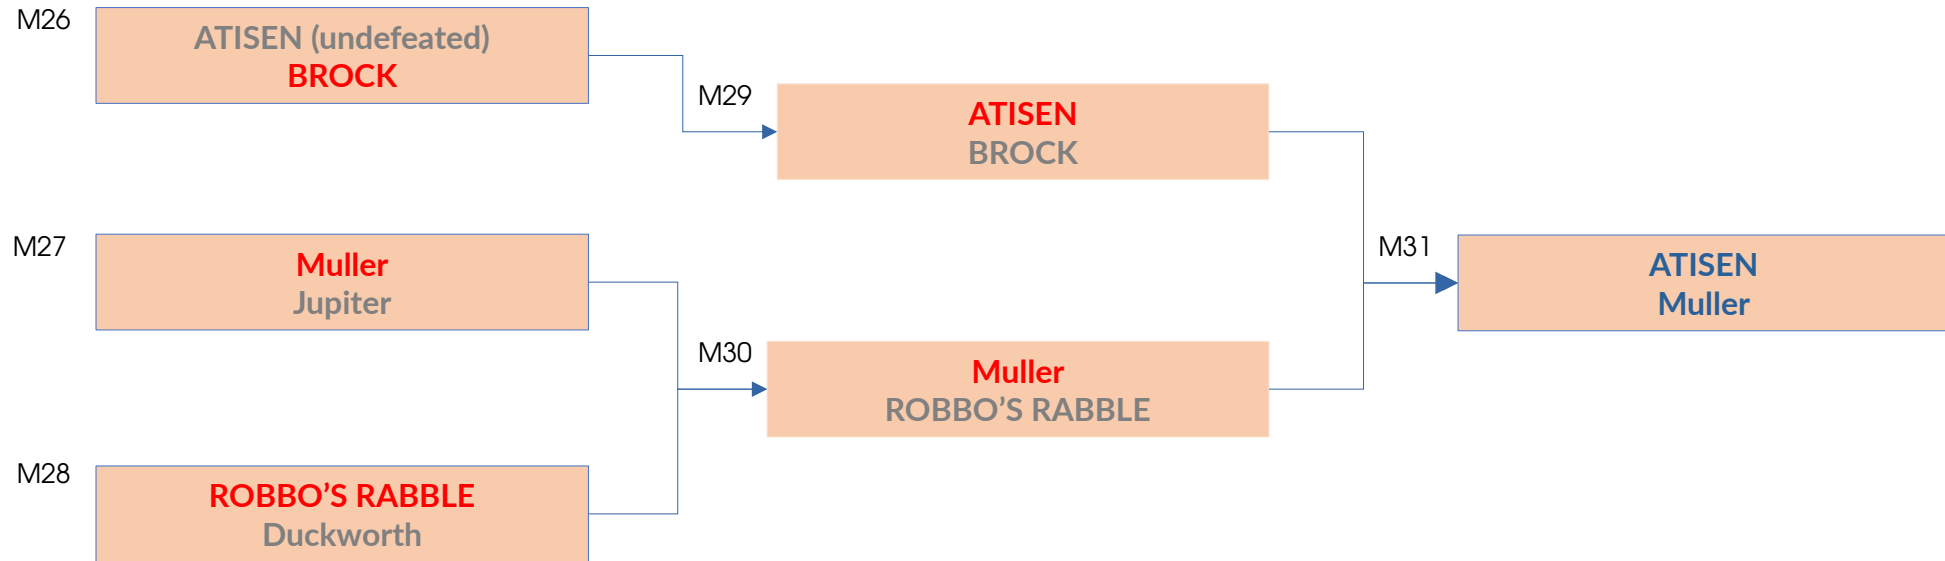 M26
ATISEN (undefeated)
BROCK
M29
ATISEN
BROCK
M27
Muller
Jupiter
M31
ATISEN
Muller
M30
Muller
ROBBO’S RABBLE
M28
ROBBO’S RABBLE
Duckworth